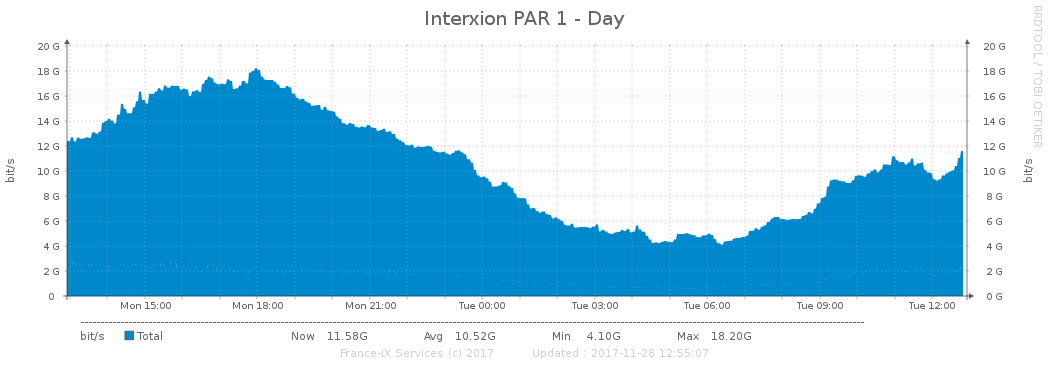 Interxion PAR 1 - Day
RRDTOOL / TOBI OETIKER
bit/s
bit/s
20 G 20 G
18 G 18 G
16 G 16 G
14 G 14 G
12 G 12 G
10 G 10 G
8 G 8 G
6 G 6 G
4 G 4 G
2 G 2 G
0 0 G
Mon 15:00 Mon 18:00 Mon 21:00 Tue 00:00 Tue 03:00 Tue 06:00 Tue 09:00 Tue 12:00
bit/s Total Now 11.58G Avg 10.52G Min 4.10G Max 18.20G
France-IX Services (c) 2017 Updated : 2017-11-28 12:55:07